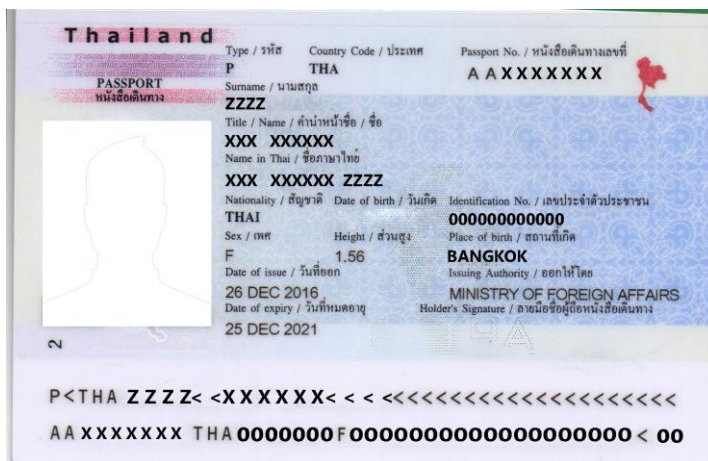 Thailand
PASSPORT
หนังสือเดินทาง
Type / รหัส Country Code / ประเทศ Passport No. / หนังสือเดินทางเลขที่
P THA A AXXXXXXX
Surname / นามสกุล
ZZZZ
Title / Name / คำนำหน้าชื่อ / ชื่อ
XXX XXXXXX
Name in Thai / ชื่อภาษาไทย
XXX XXXXXX ZZZZ
Nationality / สัญชาติ Date of birth / วันเกิด Identification No. / เลขประจำตัวประชาชน
THAI 000000000000
Sex / เพศ Height / ส่วนสูง Place of birth / สถานที่เกิด
F 1.56 BANGKOK
Date of issue / วันที่ออก Issuing Authority / ออกให้โดย
26 DEC 2016 MINISTRY OF FOREIGN AFFAIRS
Date of expiry / วันที่หมดอายุ Holder's Signature / ลายมือชื่อผู้ถือหนังสือเดินทาง
25 DEC 2021
2
P<THA ZZZZ< <XXXXXX< < < <<<<<<<<<<<<<<<<<<<<<
AA XXXXXXX THA 0000000 F 0000000000000000000000 < 00